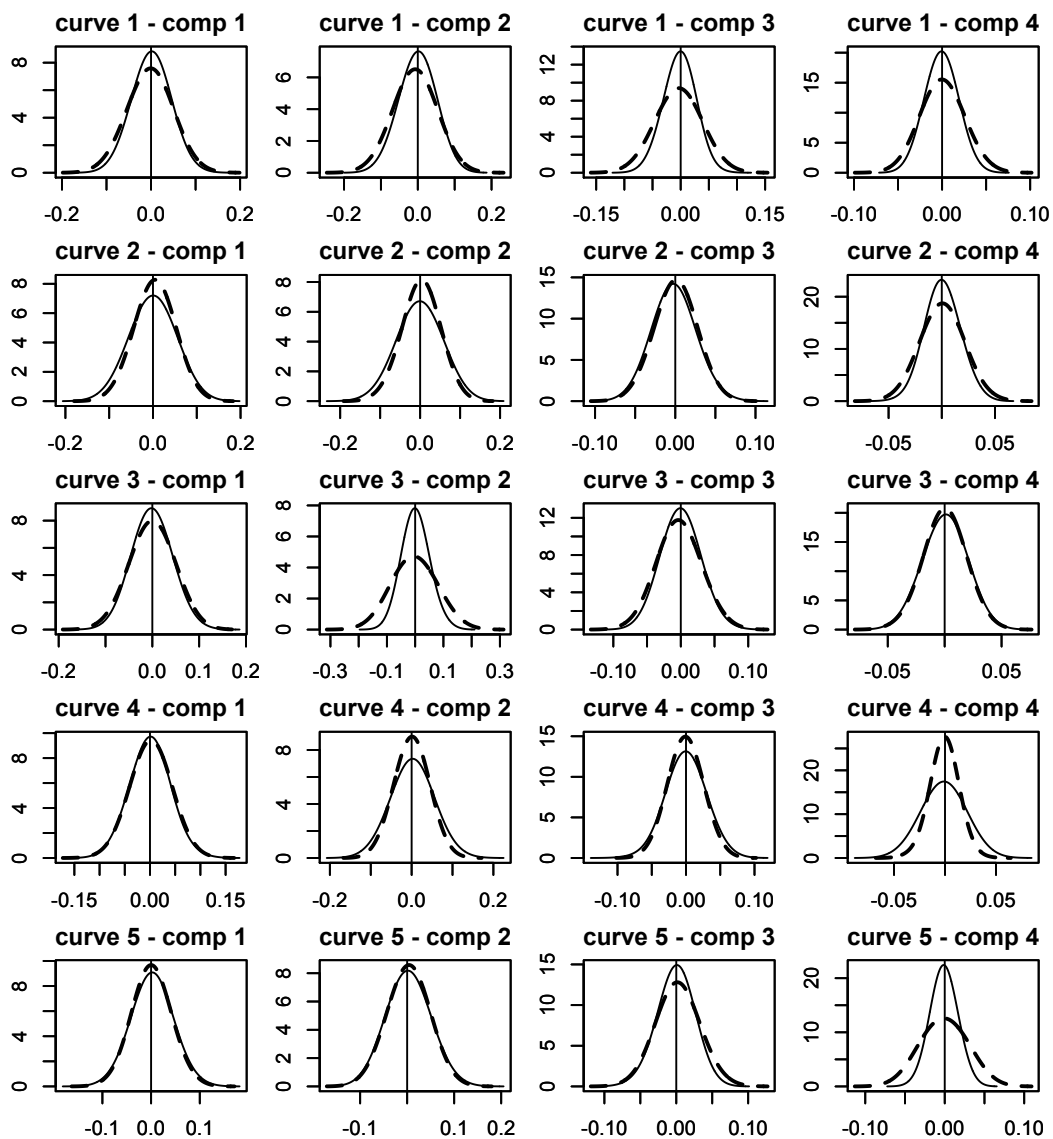 curve 1 - comp 1 curve 1 - comp 2 curve 1 - comp 3 curve 1 - comp 4
8 4 0 6 4 2 0 12 8 4 0 15 5 0
-0.2 0.0 0.2 -0.2 0.0 0.2 -0.15 0.00 0.15 -0.10 0.00 0.10
curve 2 - comp 1 curve 2 - comp 2 curve 2 - comp 3 curve 2 - comp 4
8 6 4 2 0 8 6 4 2 0 15 10 5 0 20 10 0
-0.2 0.0 0.2 -0.2 0.0 0.2 -0.10 0.00 0.10 -0.05 0.05
curve 3 - comp 1 curve 3 - comp 2 curve 3 - comp 3 curve 3 - comp 4
8 4 0 8 6 4 2 0 12 8 4 0 15 5 0
-0.2 0.0 0.1 0.2 -0.3 -0.1 0.1 0.3 -0.10 0.00 0.10 -0.05 0.05
curve 4 - comp 1 curve 4 - comp 2 curve 4 - comp 3 curve 4 - comp 4
8 4 0 8 4 0 15 10 5 0 20 10 0
-0.15 0.00 0.15 -0.2 0.0 0.2 -0.10 0.00 0.10 -0.05 0.05
curve 5 - comp 1 curve 5 - comp 2 curve 5 - comp 3 curve 5 - comp 4
8 4 0 8 6 4 2 0 15 10 5 0 20 10 0
-0.1 0.0 0.1 -0.1 0.1 0.2 -0.10 0.00 0.10 -0.10 0.00 0.10